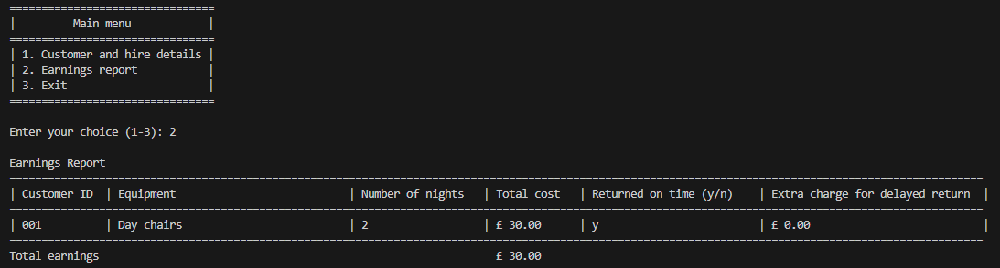 ================================
|         Main menu            |
================================
| 1. Customer and hire details |
| 2. Earnings report           |
| 3. Exit                      |
================================
Enter your choice (1-3): 2
Earnings Report
========================================================================================================================================================
| Customer ID  | Equipment                           | Number of nights   | Total cost   | Returned on time (y/n)    | Extra charge for delayed return  |
========================================================================================================================================================
| 001          | Day chairs                          | 2                  | £ 30.00      | y                         | £ 0.00                           |
========================================================================================================================================================
Total earnings                                                              £ 30.00